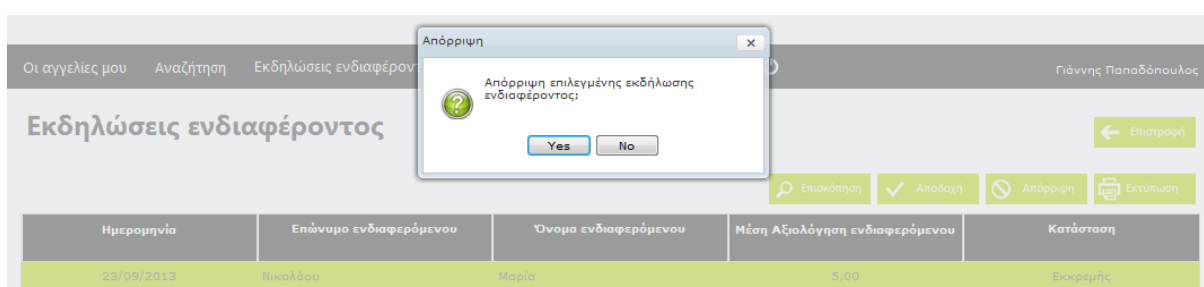 Απόρριψη
Οι αγγελίες μου Αναζήτηση Εκδηλώσεις ενδιαφέροντ Γιάννης Παπαδόπουλος
Απόρριψη επιλεγμένης εκδήλωσης
ενδιαφέροντος;
Εκδηλώσεις ενδιαφέροντος
Yes No
Επιστροφή
Επισκόπηση Αποδοχή Απόρριψη Εκτύπωση
Ημερομηνία Επώνυμο ενδιαφερόμενου Όνομα ενδιαφερόμενου Μέση Αξιολόγηση ενδιαφερόμενου Κατάσταση
23/09/2013 Νικολάου Μαρία 5,00 Εκκρεμής